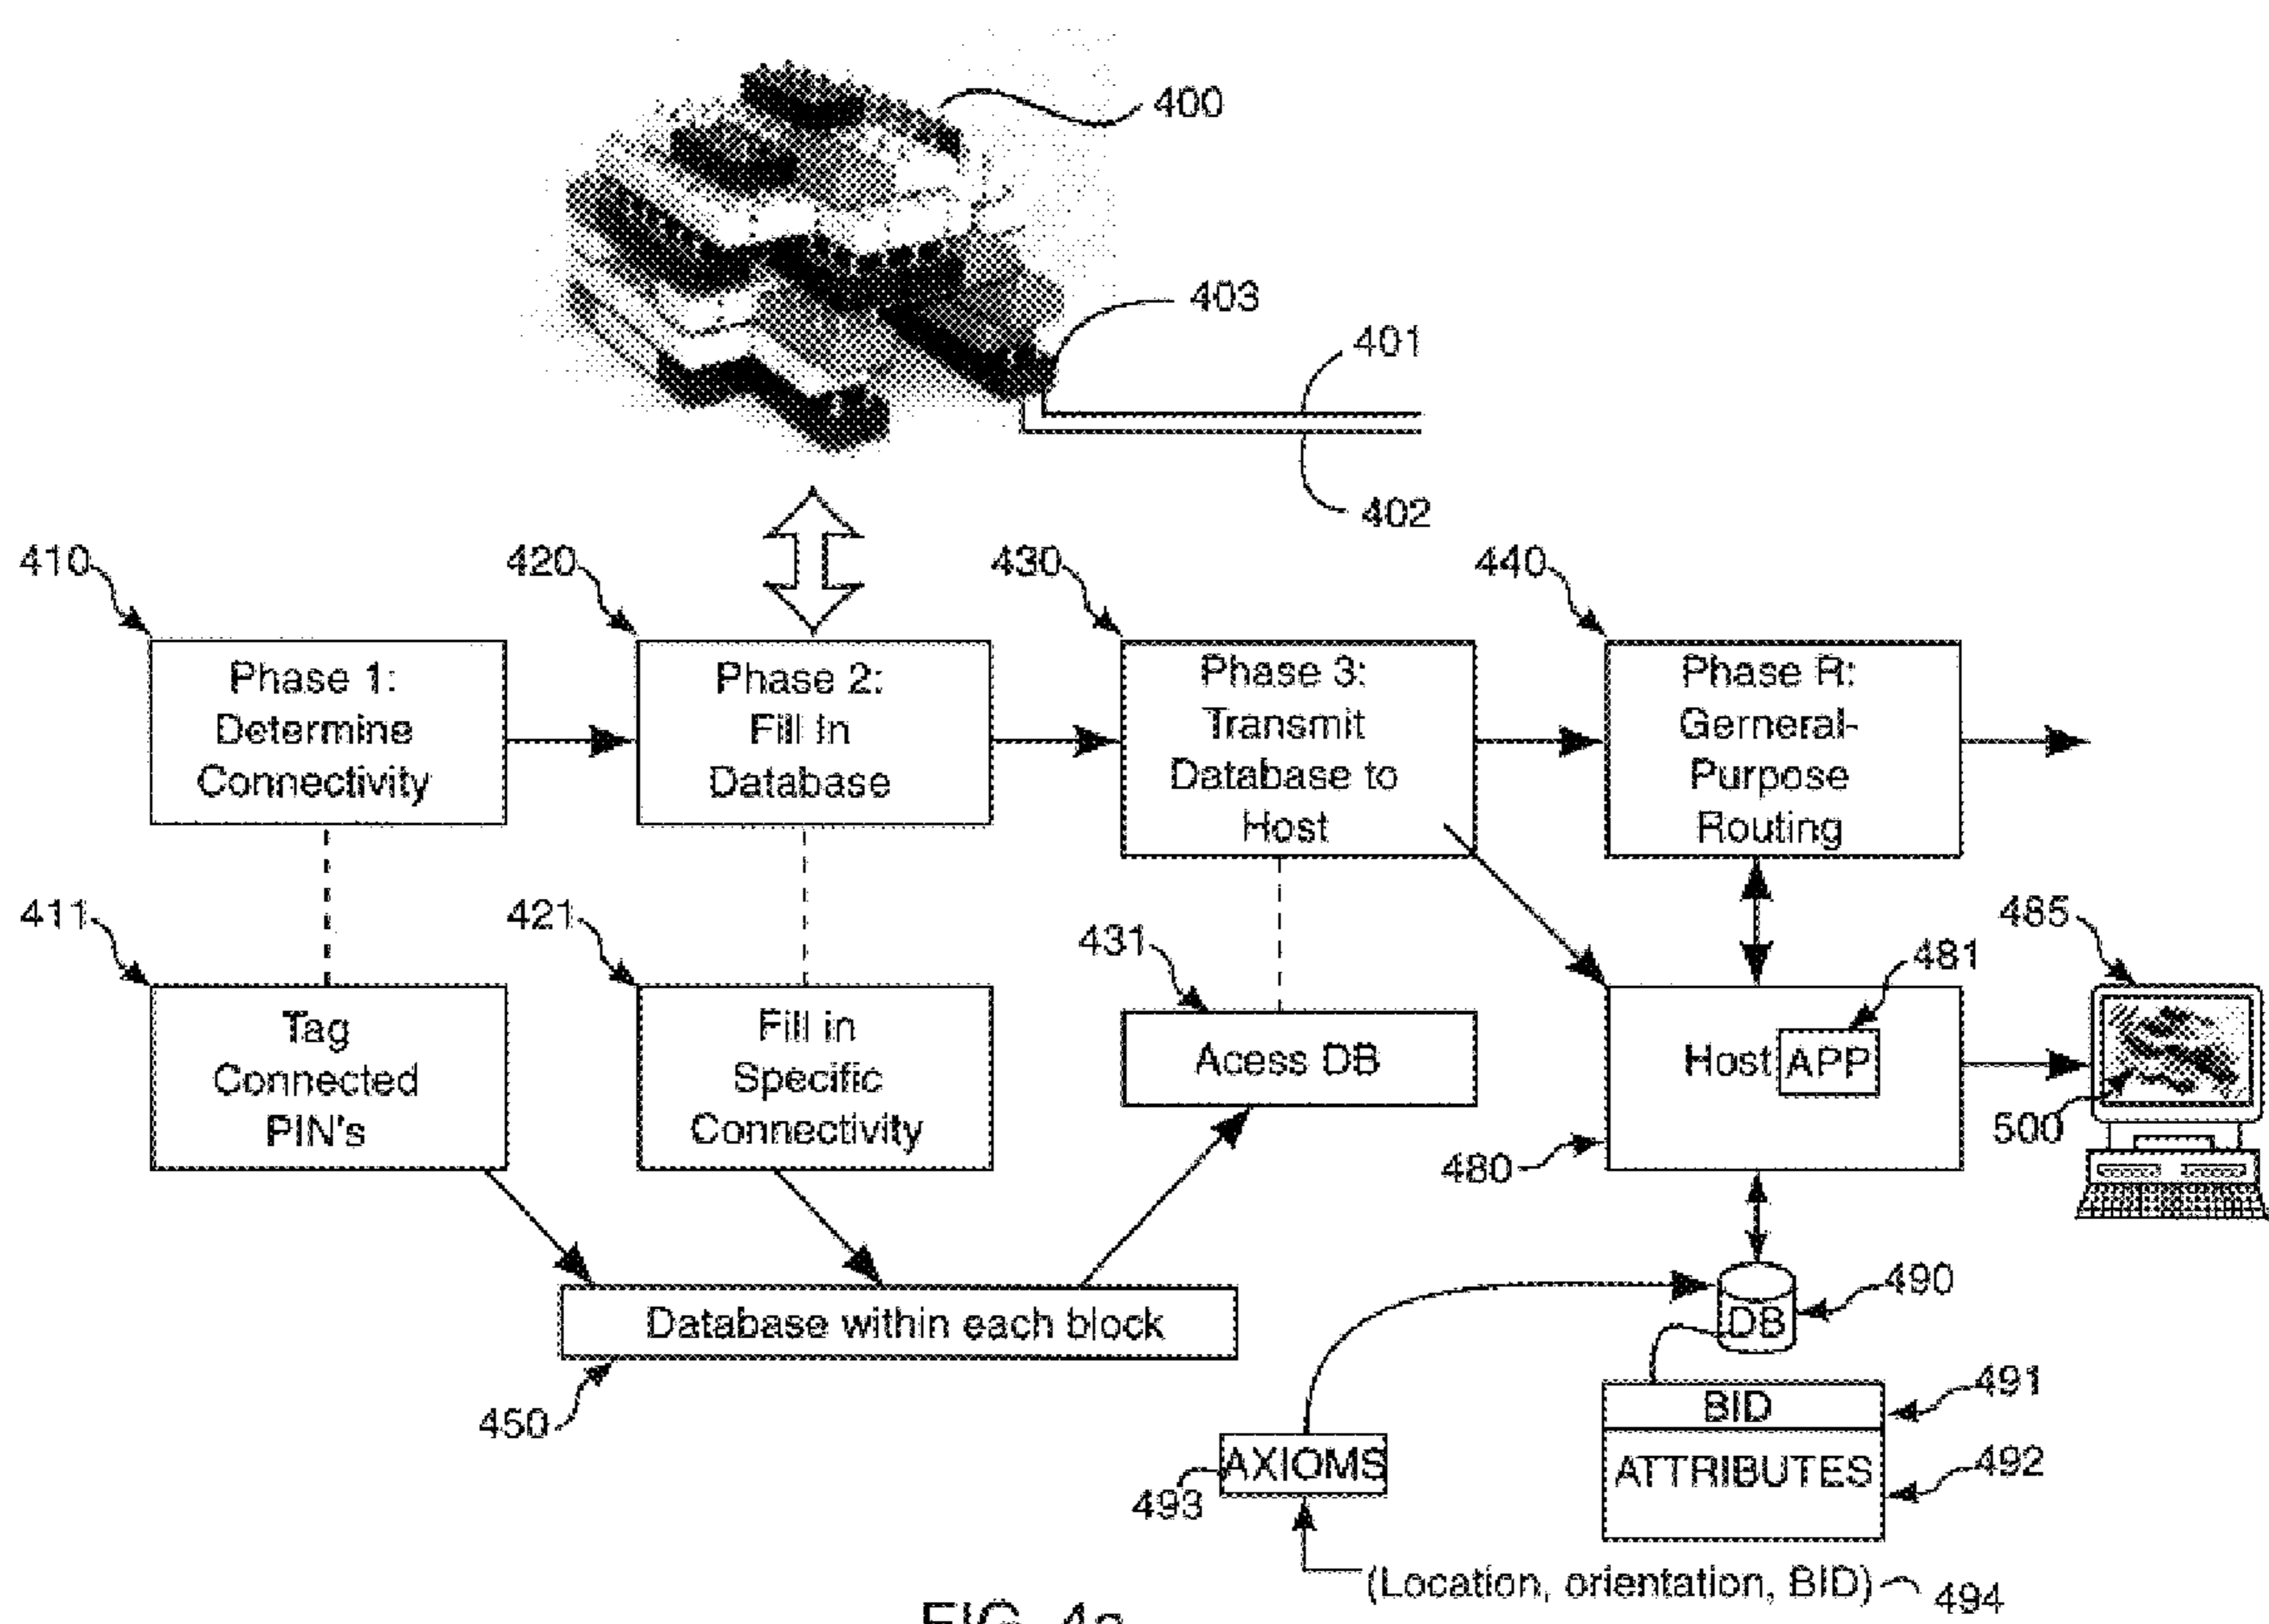 400
403
401
402
410
420
430
440
Phase 1:
Determine
Connectivity
Phase 2:
Fill In
Database
Phase 3:
Transmit
Database to
Host
Phase R:
Gerneral-
Purpose
Routing
411
421
431
481
485
Tag
Connected
PIN's
Fill in
Specific
Connectivity
Acess DB
Host
APP
500
480
Database within each block
450
DB
490
BID
491
ATTRIBUTES
492
AXIOMS
493
(Location, orientation, BID)
494
FIG. 4a